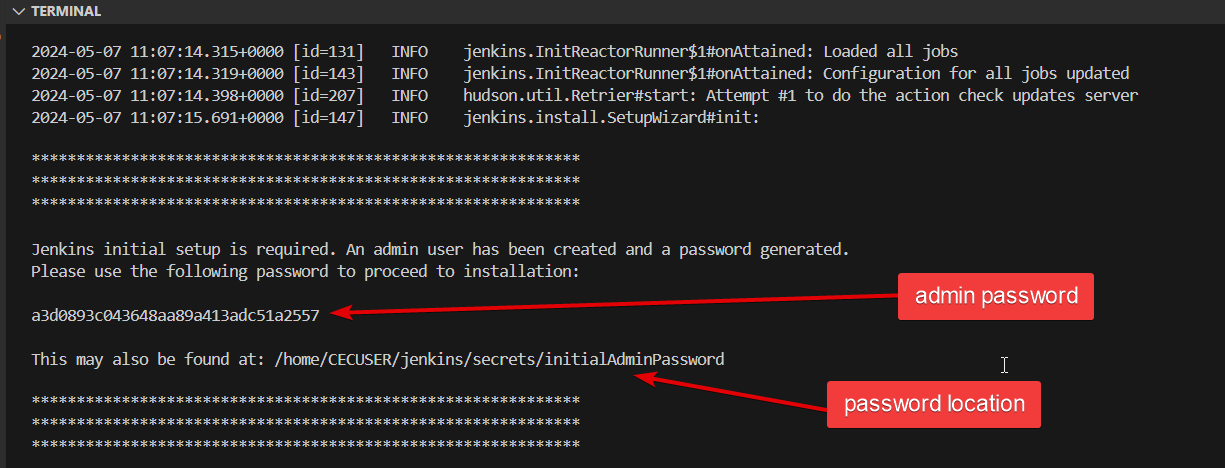 TERMINAL
2024-05-07 11:07:14.315+0000 [id=131] INFO jenkins.InitReactorRunner$1#onAttained: Loaded all jobs
2024-05-07 11:07:14.319+0000 [id=143] INFO jenkins.InitReactorRunner$1#onAttained: Configuration for all jobs updated
2024-05-07 11:07:14.398+0000 [id=207] INFO hudson.util.Retrier#start: Attempt #1 to do the action check updates server
2024-05-07 11:07:15.691+0000 [id=147] INFO jenkins.install.SetupWizard#init:
*************************************************************
*************************************************************
*************************************************************
Jenkins initial setup is required. An admin user has been created and a password generated.
Please use the following password to proceed to installation:
admin password
a3d0893c043648aa89a413adc51a2557
This may also be found at: /home/CECUSER/jenkins/secrets/initialAdminPassword
password location
*************************************************************
*************************************************************
*************************************************************